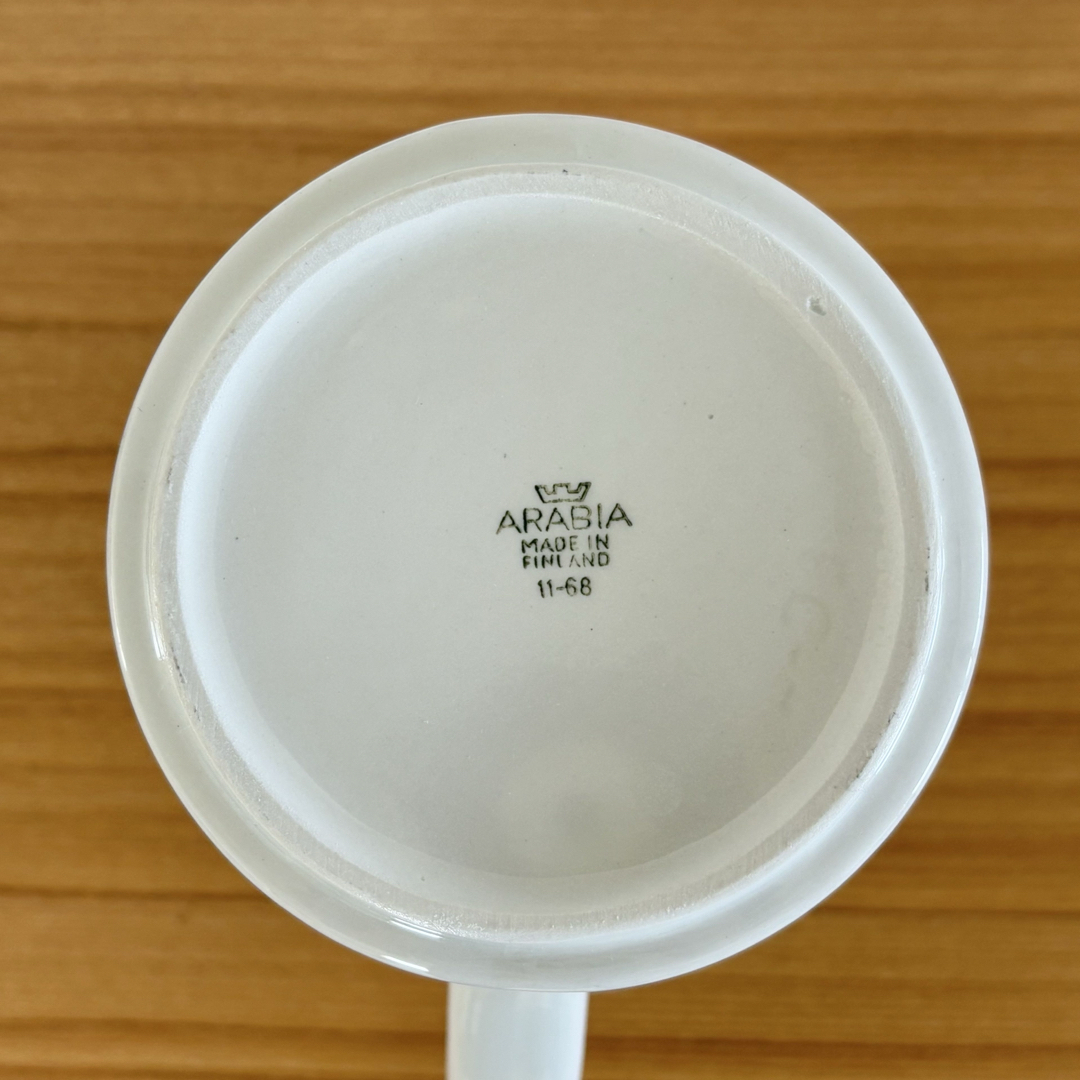 ARABIA
MADE IN
FINLAND
11-68